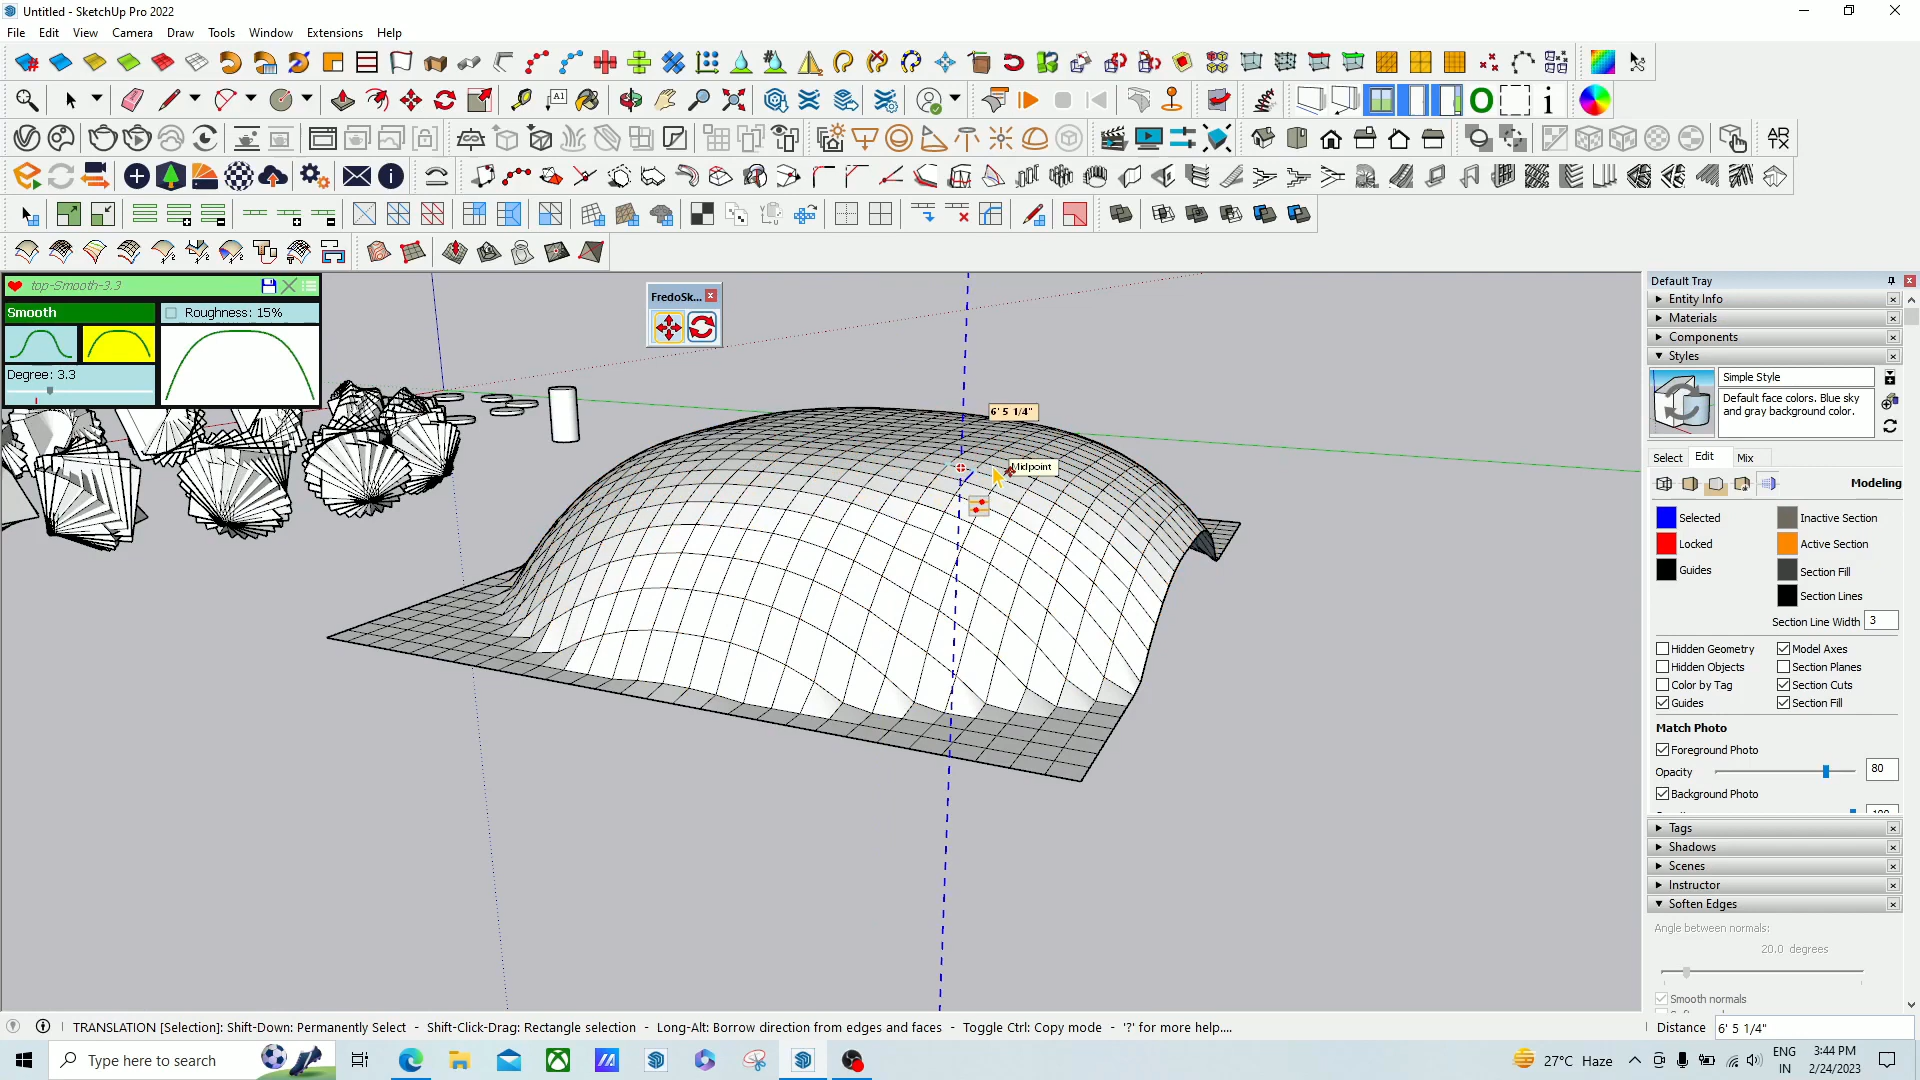 Untitled - SketchUp Pro 2022
File Edit View Camera Draw Tools Window Extensions Help
A1
AR
top-Smooth-3.3
Smooth
Roughness: 15%
Degree: 3.3
FredoSk...
6' 5 1/4"
Midpoint
Default Tray
Entity Info
Materials
Components
Styles
Simple Style
Default face colors. Blue sky
and gray background color.
Select Edit Mix
Modeling
Selected Inactive Section
Locked Active Section
Guides Section Fill
Section Lines
Section Line Width 3
Hidden Geometry Model Axes
Hidden Objects Section Planes
Color by Tag Section Cuts
Guides Section Fill
Match Photo
Foreground Photo
Opacity 80
Background Photo
Tags
Shadows
Scenes
Instructor
Soften Edges
Angle between normals:
20.0 degrees
Smooth normals
TRANSLATION [Selection]: Shift-Down: Permanently Select - Shift-Click-Drag: Rectangle selection - Long-Alt: Borrow direction from edges and faces - Toggle Ctrl: Copy mode - '?' for more help....
Distance 6' 5 1/4"
Type here to search
27°C Haze
ENG
IN
3:44 PM
2/24/2023